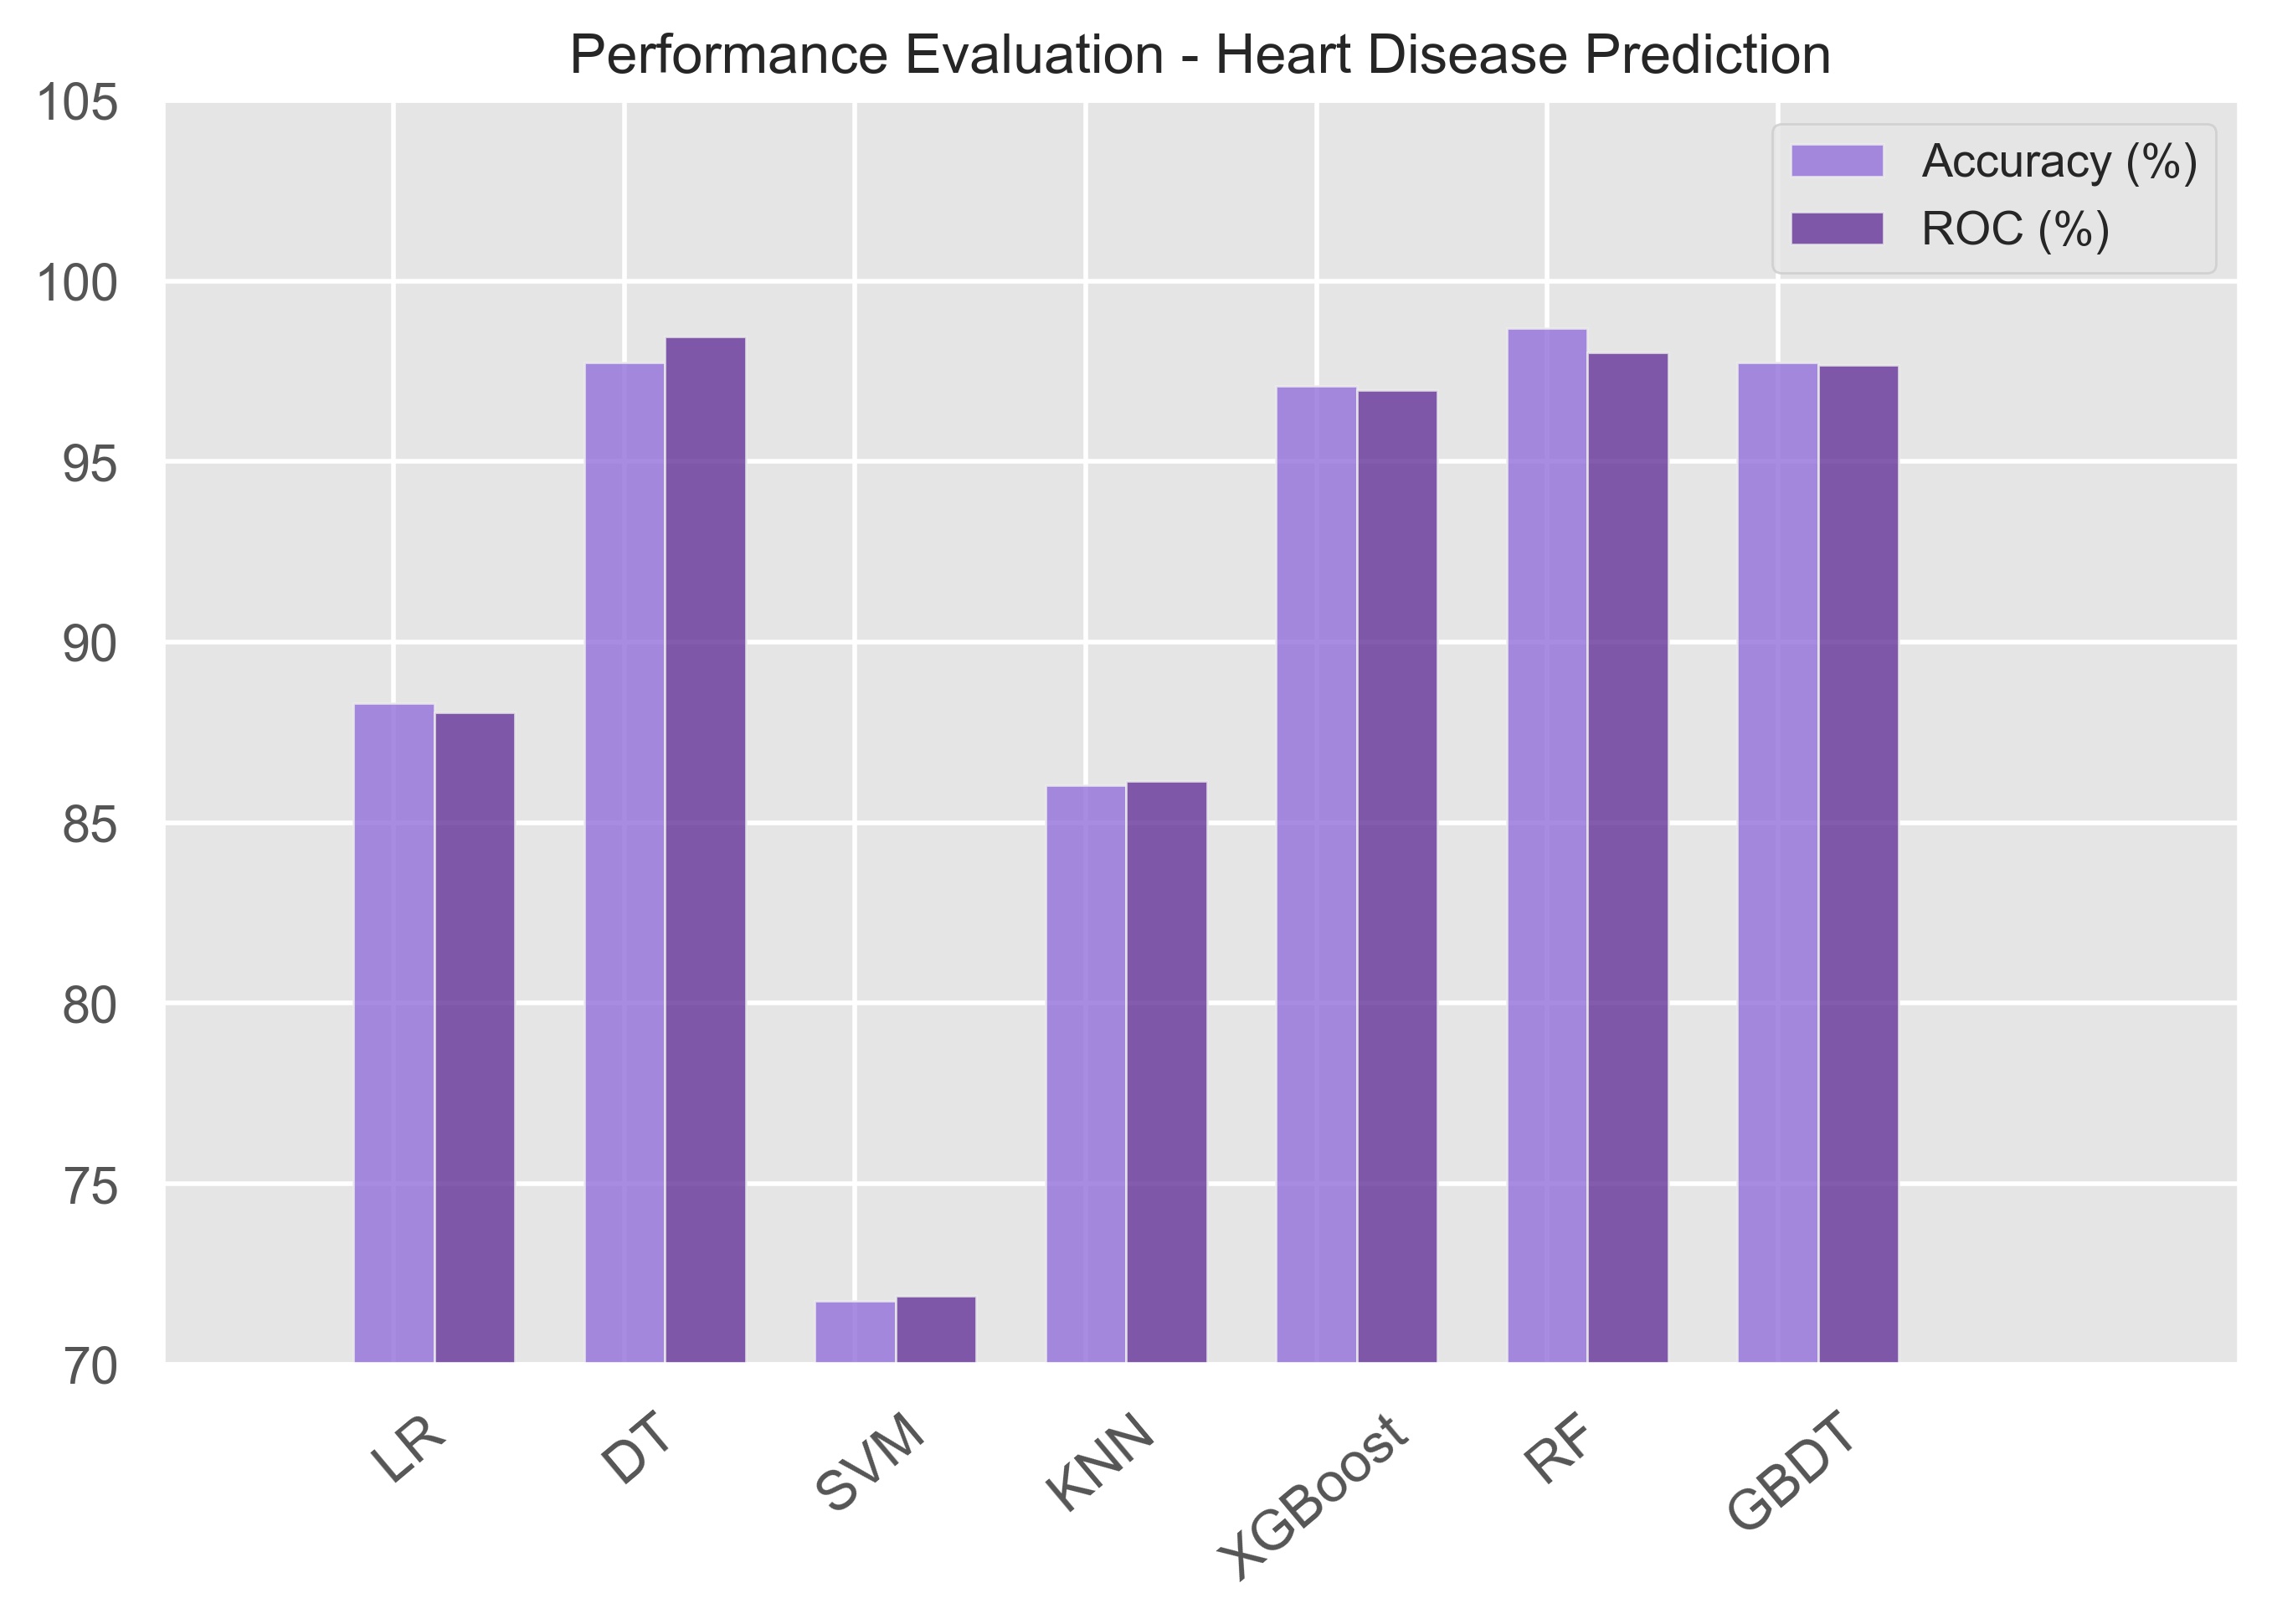 Performance Evaluation - Heart Disease Prediction
Accuracy (%)
ROC (%)
105
100
95
90
85
80
75
70
LR
DT
SVM
KNN
XGBoost
RF
GBDT